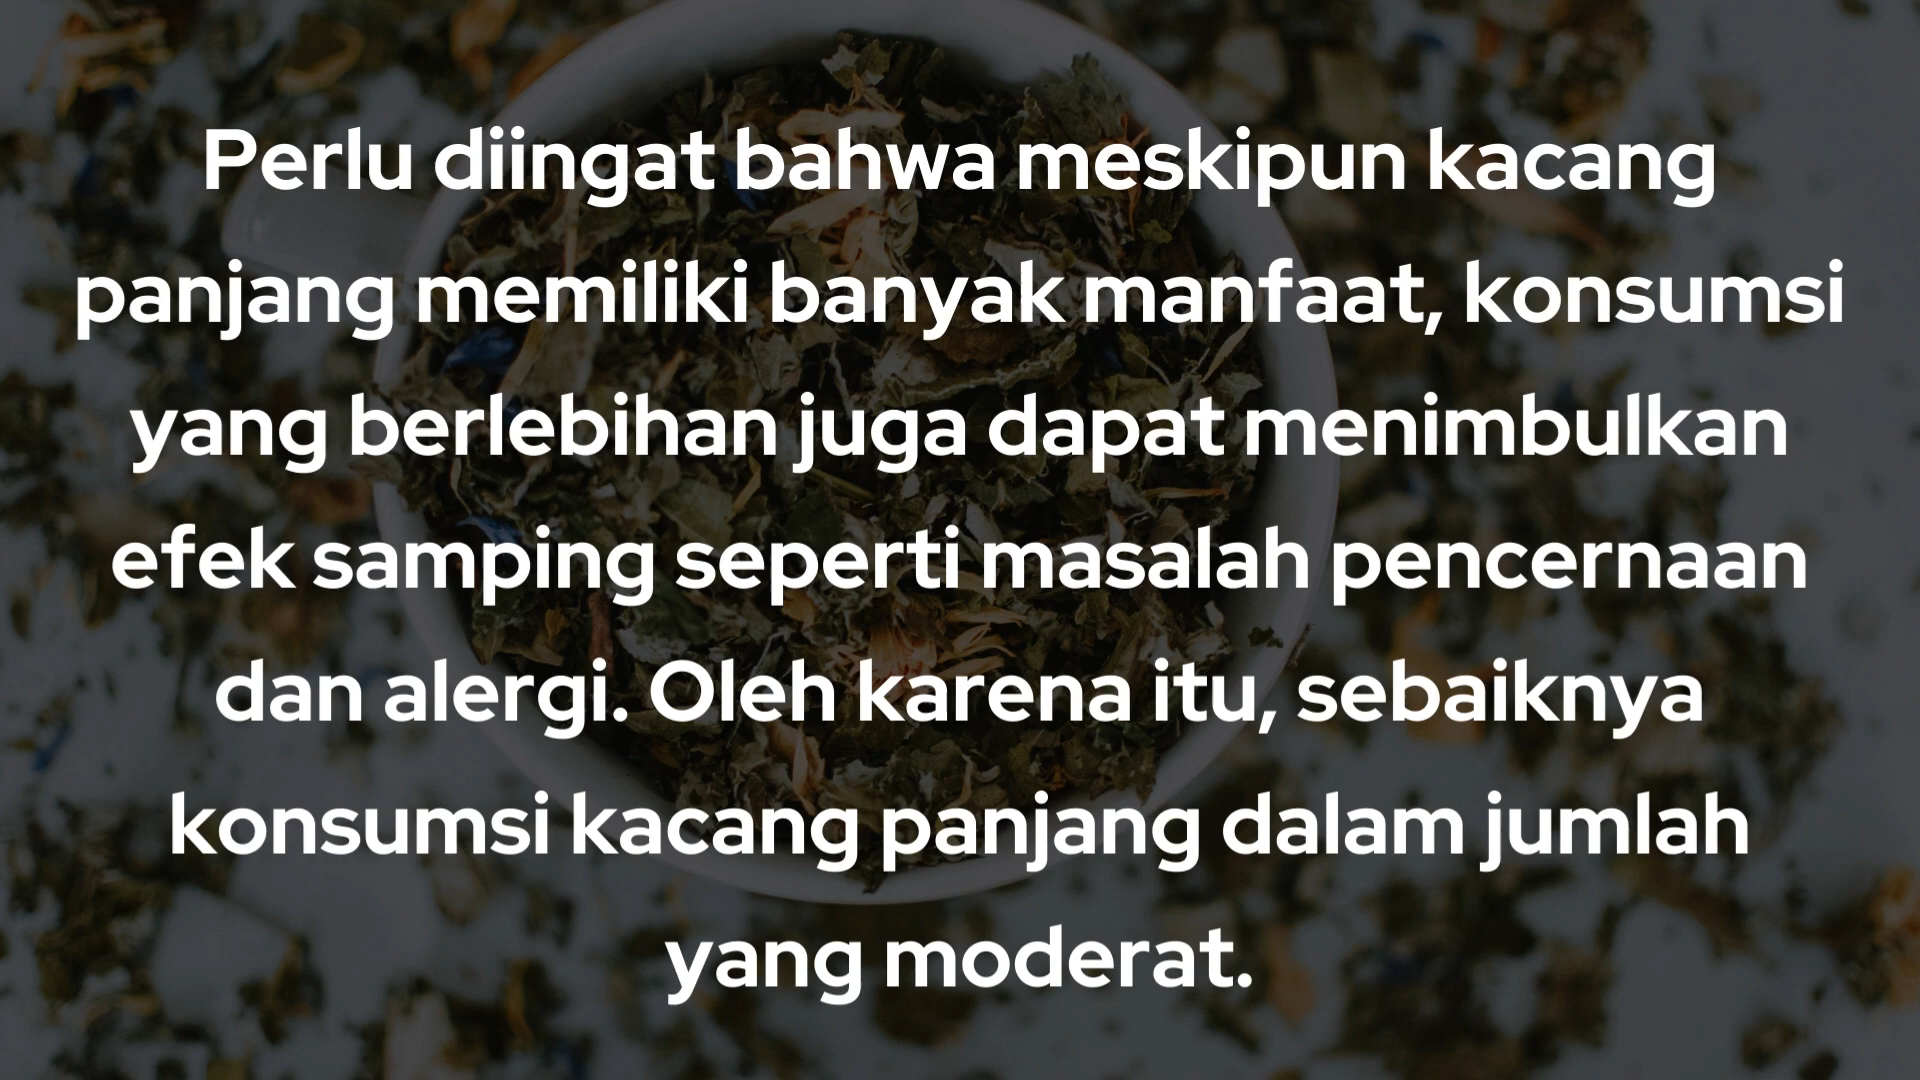 Perlu diingat bahwa meskipun kacang
panjang memiliki banyak manfaat, konsumsi
yang berlebihan juga dapat menimbulkan
efek samping seperti masalah pencernaan
dan alergi. Oleh karena itu, sebaiknya
konsumsi kacang panjang dalam jumlah
yang moderat.